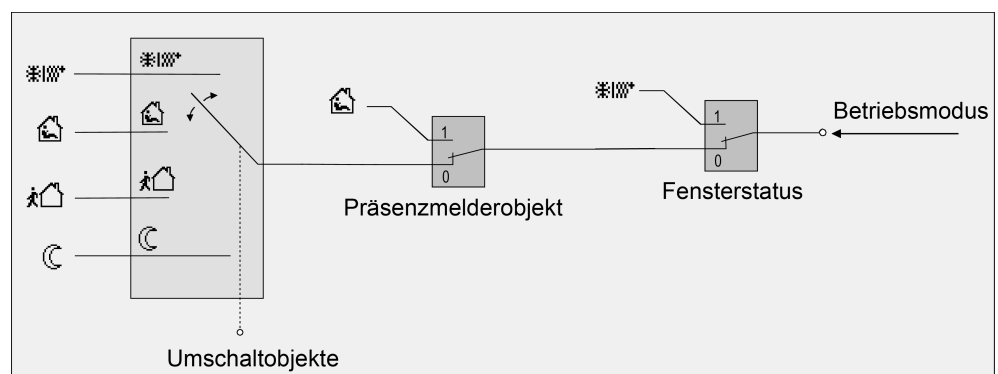 Betriebsmodus
1
0
Präsenzmelderobjekt
1
0
Fensterstatus
Umschaltobjekte